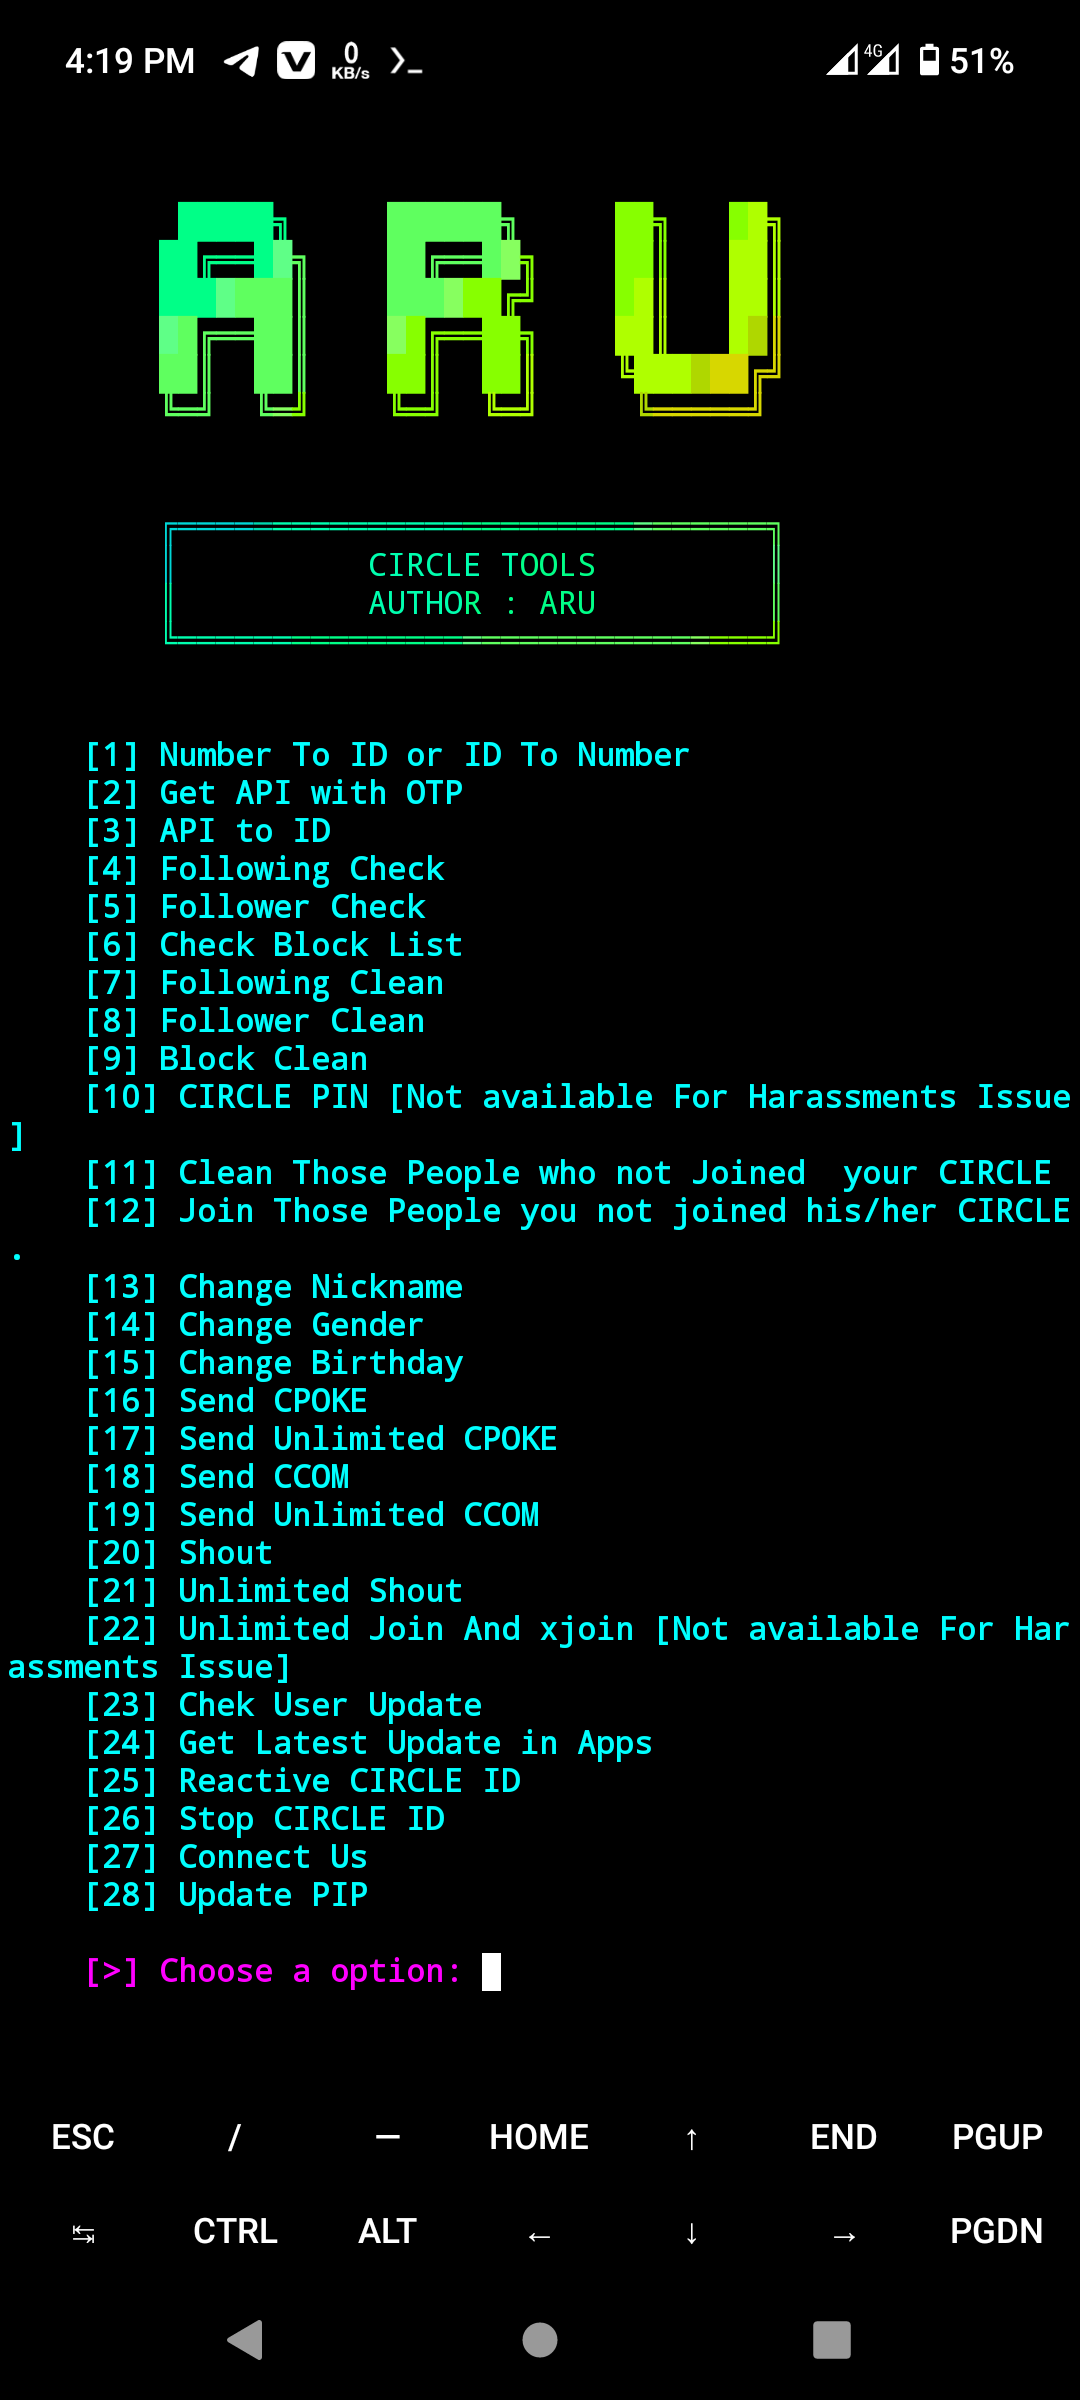 4:19 PM 0 KB/s 4G 51%
ARU
CIRCLE TOOLS
AUTHOR : ARU
[1] Number To ID or ID To Number
[2] Get API with OTP
[3] API to ID
[4] Following Check
[5] Follower Check
[6] Check Block List
[7] Following Clean
[8] Follower Clean
[9] Block Clean
[10] CIRCLE PIN [Not available For Harassments Issue
]
[11] Clean Those People who not Joined  your CIRCLE
[12] Join Those People you not joined his/her CIRCLE
.
[13] Change Nickname
[14] Change Gender
[15] Change Birthday
[16] Send CPOKE
[17] Send Unlimited CPOKE
[18] Send CCOM
[19] Send Unlimited CCOM
[20] Shout
[21] Unlimited Shout
[22] Unlimited Join And xjoin [Not available For Har
assments Issue]
[23] Chek User Update
[24] Get Latest Update in Apps
[25] Reactive CIRCLE ID
[26] Stop CIRCLE ID
[27] Connect Us
[28] Update PIP
[>] Choose a option:
ESC / — HOME ↑ END PGUP
↹ CTRL ALT ← ↓ → PGDN